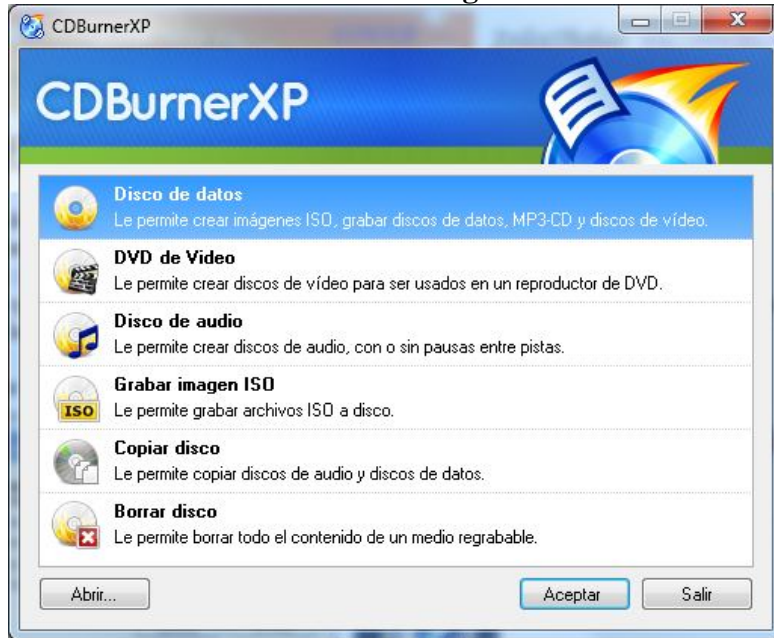 CDBurnerXP
CDBurnerXP
Disco de datos
Le permite crear imágenes ISO, grabar discos de datos, MP3-CD y discos de vídeo.
DVD de Video
Le permite crear discos de vídeo para ser usados en un reproductor de DVD.
Disco de audio
Le permite crear discos de audio, con o sin pausas entre pistas.
Grabar imagen ISO
ISO
Le permite grabar archivos ISO a disco.
Copiar disco
Le permite copiar discos de audio y discos de datos.
Borrar disco
Le permite borrar todo el contenido de un medio regrabable.
Abrir... Aceptar Salir